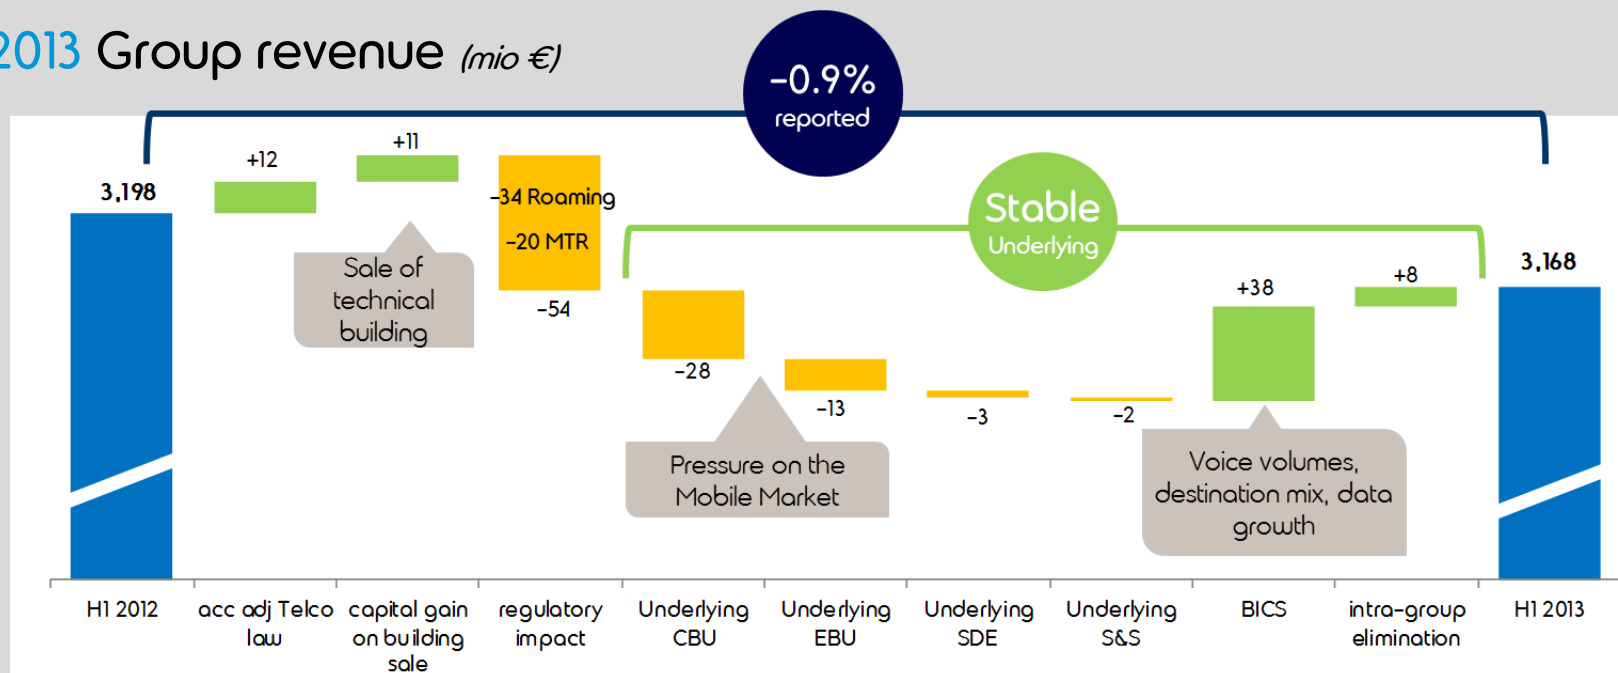 2013 Group revenue (mio €)
-0.9%
reported
3,198
+12
+11
-34 Roaming
-20 MTR
-54
Sale of
technical
building
Stable
Underlying
-28
-13
-3
-2
+38
+8
3,168
Pressure on the
Mobile Market
Voice volumes,
destination mix, data
growth
H1 2012
acc adj Telco
law
capital gain
on building
sale
regulatory
impact
Underlying
CBU
Underlying
EBU
Underlying
SDE
Underlying
S&S
BICS
intra-group
elimination
H1 2013